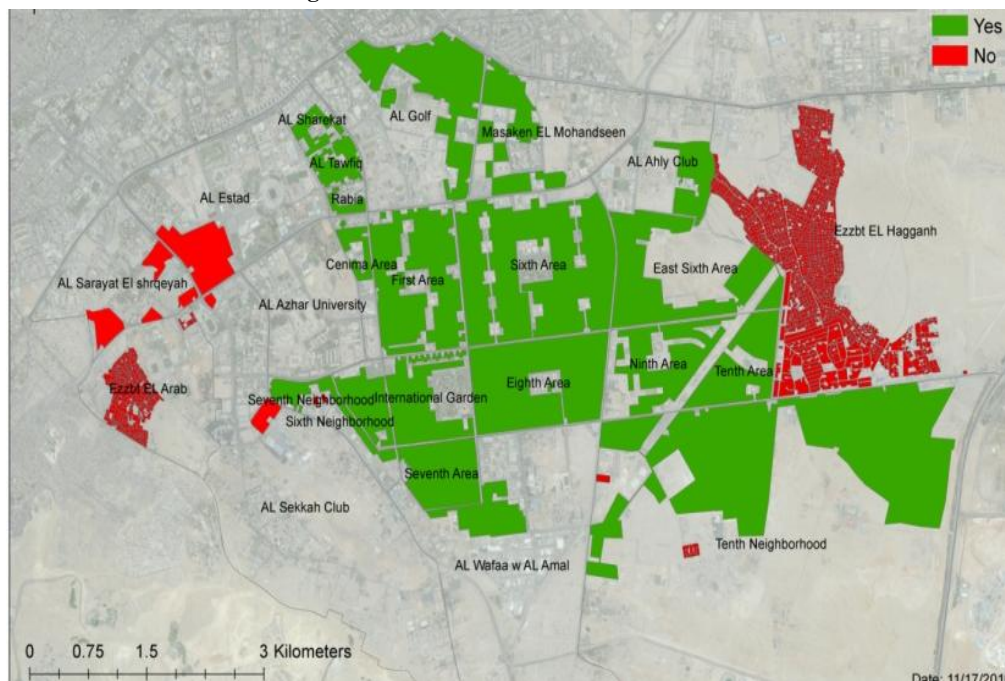 Yes
No
AL Golf
AL Sharekat
Masaken EL Mohandseen
AL Tawfiq
AL Ahly Club
AL Estad
Rabia
Ezzbt EL Hagganh
Cenima Area
Sixth Area
East Sixth Area
First Area
AL Sarayat El shrqeyah
AL Azhar University
Ninth Area
Tenth Area
Eighth Area
Ezzbt EL Arab
Seventh Neighborhood
International Garden
Sixth Neighborhood
Seventh Area
AL Sekkah Club
Tenth Neighborhood
AL Wafaa w AL Amal
0 0.75 1.5 3 Kilometers